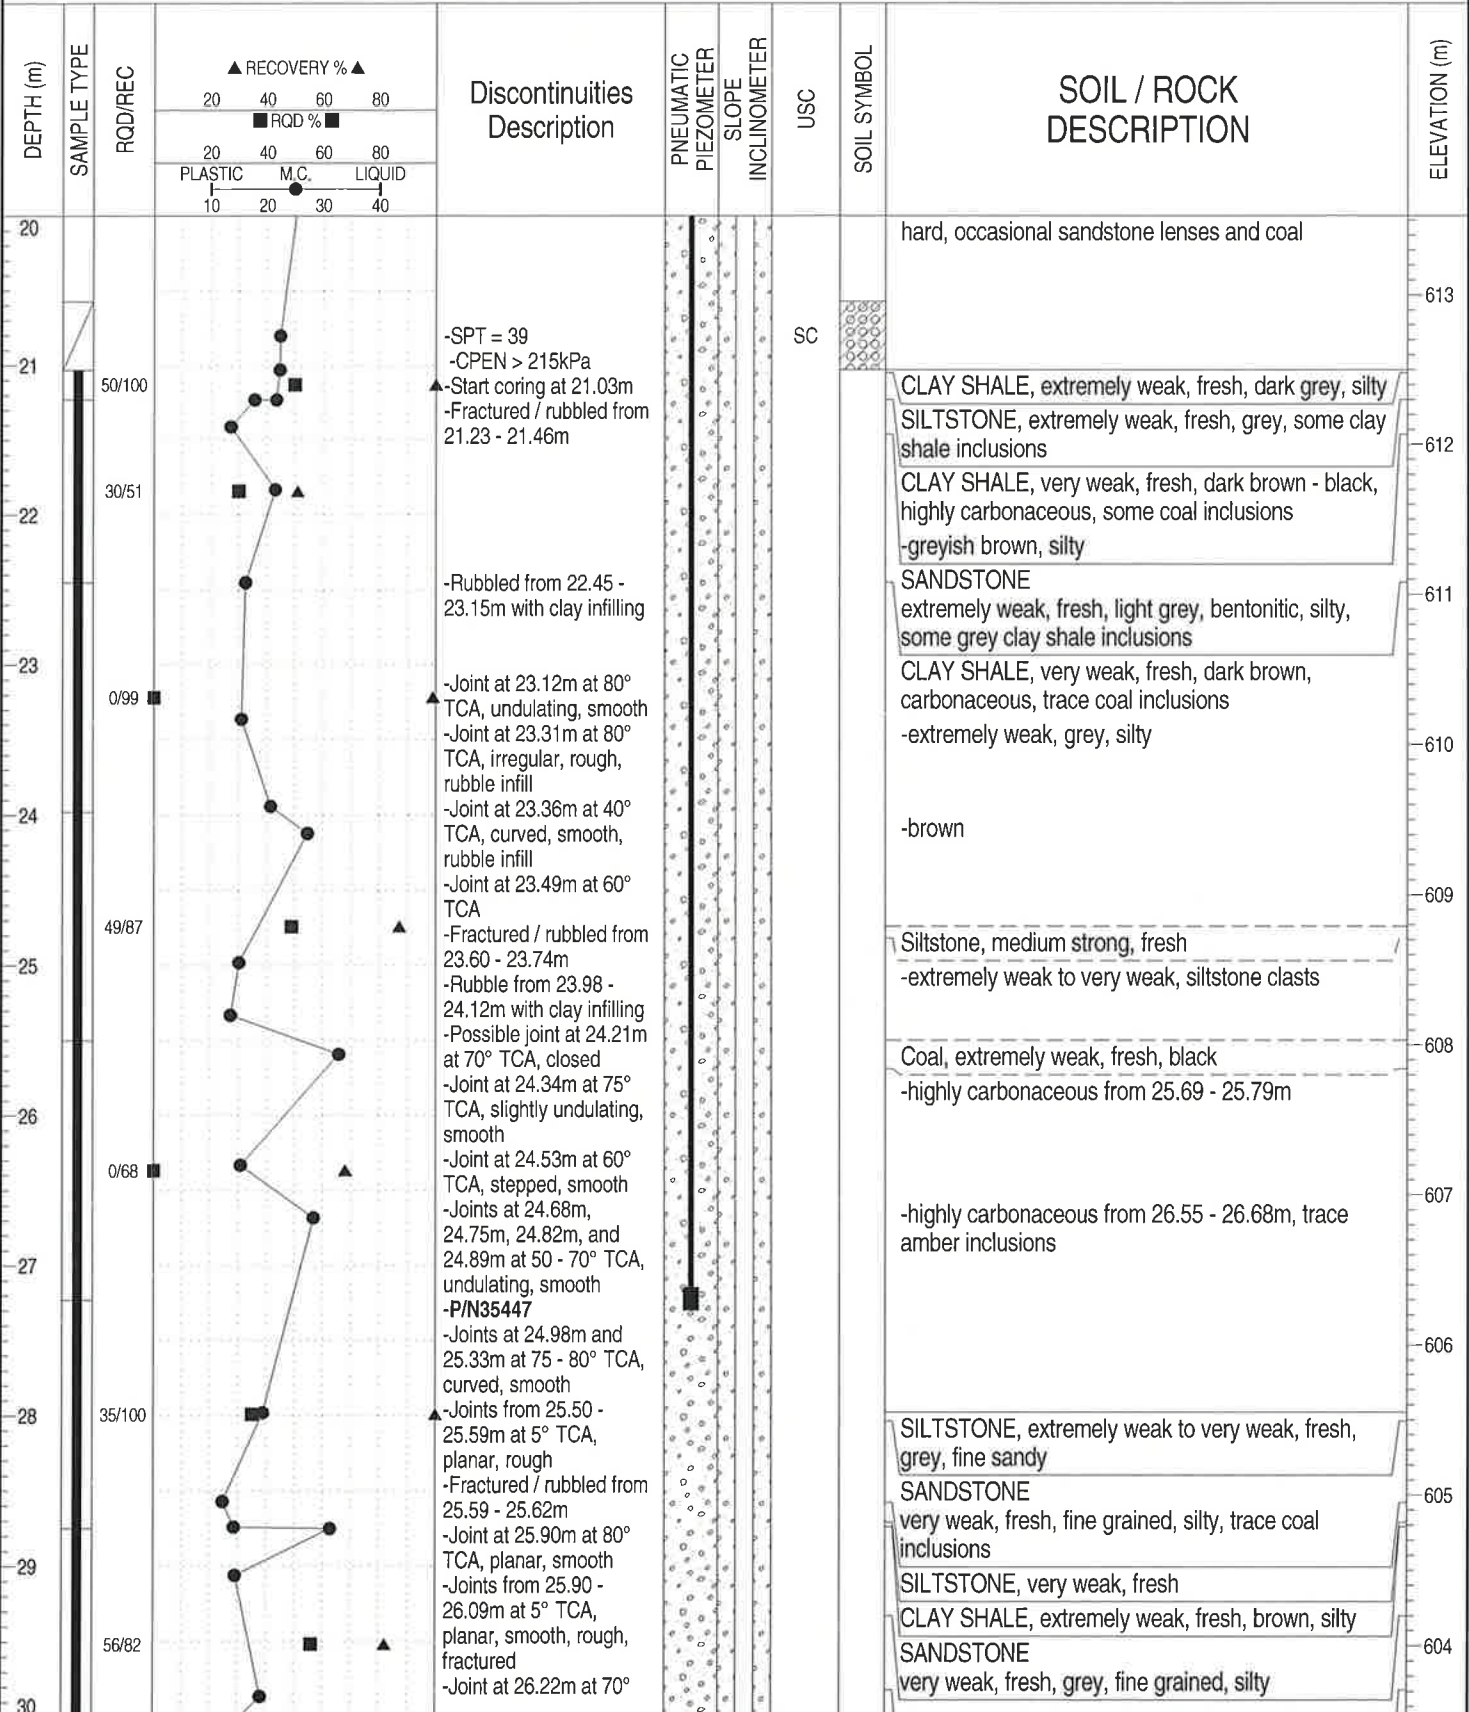 DEPTH (m)
SAMPLE TYPE
RQD/REC
▲ RECOVERY % ▲
20 40 60 80
■ RQD % ■
20 40 60 80
PLASTIC M.C. LIQUID
10 20 30 40
Discontinuities
Description
PNEUMATIC
PIEZOMETER
SLOPE
INCLINOMETER
USC
SOIL SYMBOL
SOIL / ROCK
DESCRIPTION
ELEVATION (m)
20
21
22
23
24
25
26
27
28
29
30
50/100
30/51
0/99
49/87
0/68
35/100
56/82
-SPT = 39
-CPEN > 215kPa
-Start coring at 21.03m
-Fractured / rubbled from
21.23 - 21.46m
-Rubbled from 22.45 -
23.15m with clay infilling
-Joint at 23.12m at 80°
TCA, undulating, smooth
-Joint at 23.31m at 80°
TCA, irregular, rough,
rubble infill
-Joint at 23.36m at 40°
TCA, curved, smooth,
rubble infill
-Joint at 23.49m at 60°
TCA
-Fractured / rubbled from
23.60 - 23.74m
-Rubble from 23.98 -
24.12m with clay infilling
-Possible joint at 24.21m
at 70° TCA, closed
-Joint at 24.34m at 75°
TCA, slightly undulating,
smooth
-Joint at 24.53m at 60°
TCA, stepped, smooth
-Joints at 24.68m,
24.75m, 24.82m, and
24.89m at 50 - 70° TCA,
undulating, smooth
-P/N35447
-Joints at 24.98m and
25.33m at 75 - 80° TCA,
curved, smooth
-Joints from 25.50 -
25.59m at 5° TCA,
planar, rough
-Fractured / rubbled from
25.59 - 25.62m
-Joint at 25.90m at 80°
TCA, planar, smooth
-Joints from 25.90 -
26.09m at 5° TCA,
planar, smooth, rough,
fractured
-Joint at 26.22m at 70°
SC
hard, occasional sandstone lenses and coal
CLAY SHALE, extremely weak, fresh, dark grey, silty
SILTSTONE, extremely weak, fresh, grey, some clay
shale inclusions
CLAY SHALE, very weak, fresh, dark brown - black,
highly carbonaceous, some coal inclusions
-greyish brown, silty
SANDSTONE
extremely weak, fresh, light grey, bentonitic, silty,
some grey clay shale inclusions
CLAY SHALE, very weak, fresh, dark brown,
carbonaceous, trace coal inclusions
-extremely weak, grey, silty
-brown
Siltstone, medium strong, fresh
-extremely weak to very weak, siltstone clasts
Coal, extremely weak, fresh, black
-highly carbonaceous from 25.69 - 25.79m
-highly carbonaceous from 26.55 - 26.68m, trace
amber inclusions
SILTSTONE, extremely weak to very weak, fresh,
grey, fine sandy
SANDSTONE
very weak, fresh, fine grained, silty, trace coal
inclusions
SILTSTONE, very weak, fresh
CLAY SHALE, extremely weak, fresh, brown, silty
SANDSTONE
very weak, fresh, grey, fine grained, silty
613
612
611
610
609
608
607
606
605
604